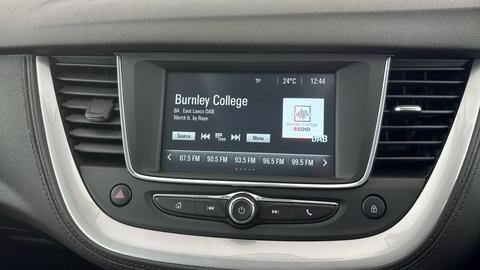 TP 24°C 12:44
Burnley College
8A East Lancs DAB
Worth It. by Raye
Burnley College
RADIO
DAB
Source Menu
87.5 FM 90.5 FM 93.5 FM 96.5 FM 99.5 FM